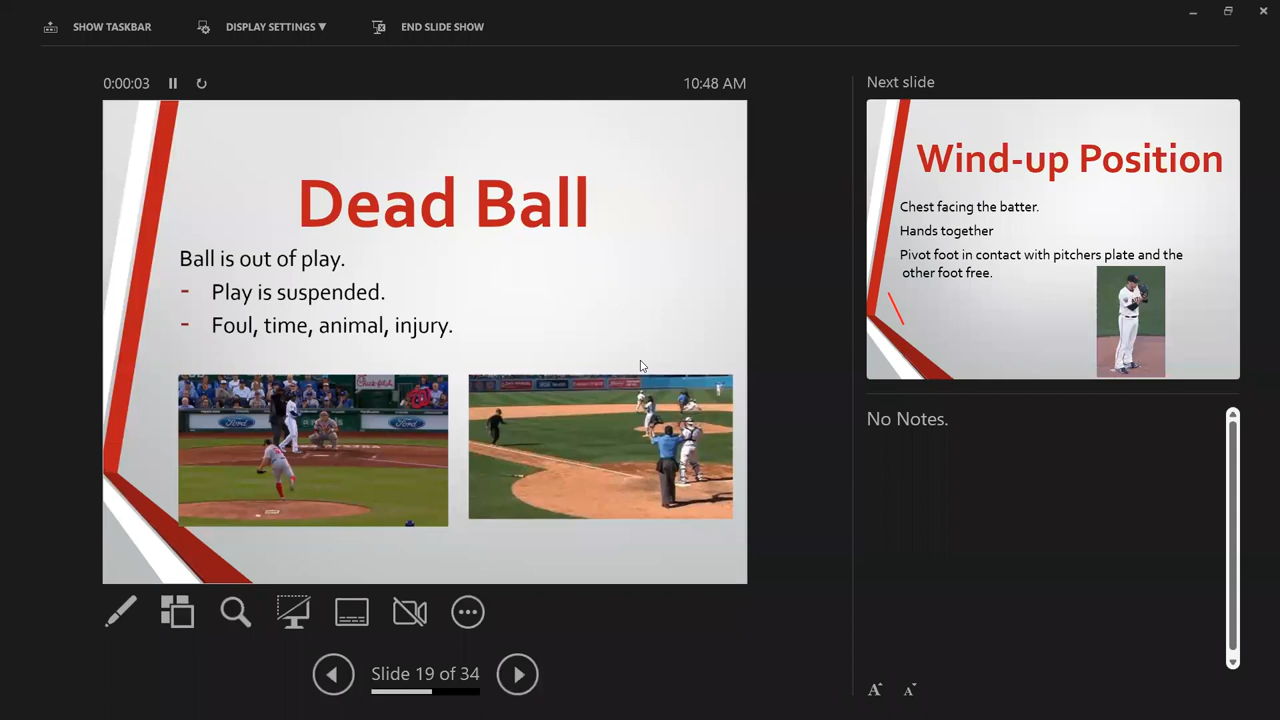 SHOW TASKBAR
DISPLAY SETTINGS ▼
END SLIDE SHOW
0:00:03
10:48 AM
Dead Ball
Ball is out of play.
- Play is suspended.
- Foul, time, animal, injury.
Ford
Ford
Slide 19 of 34
Next slide
Wind-up Position
Chest facing the batter.
Hands together
Pivot foot in contact with pitchers plate and the
other foot free.
No Notes.
A A